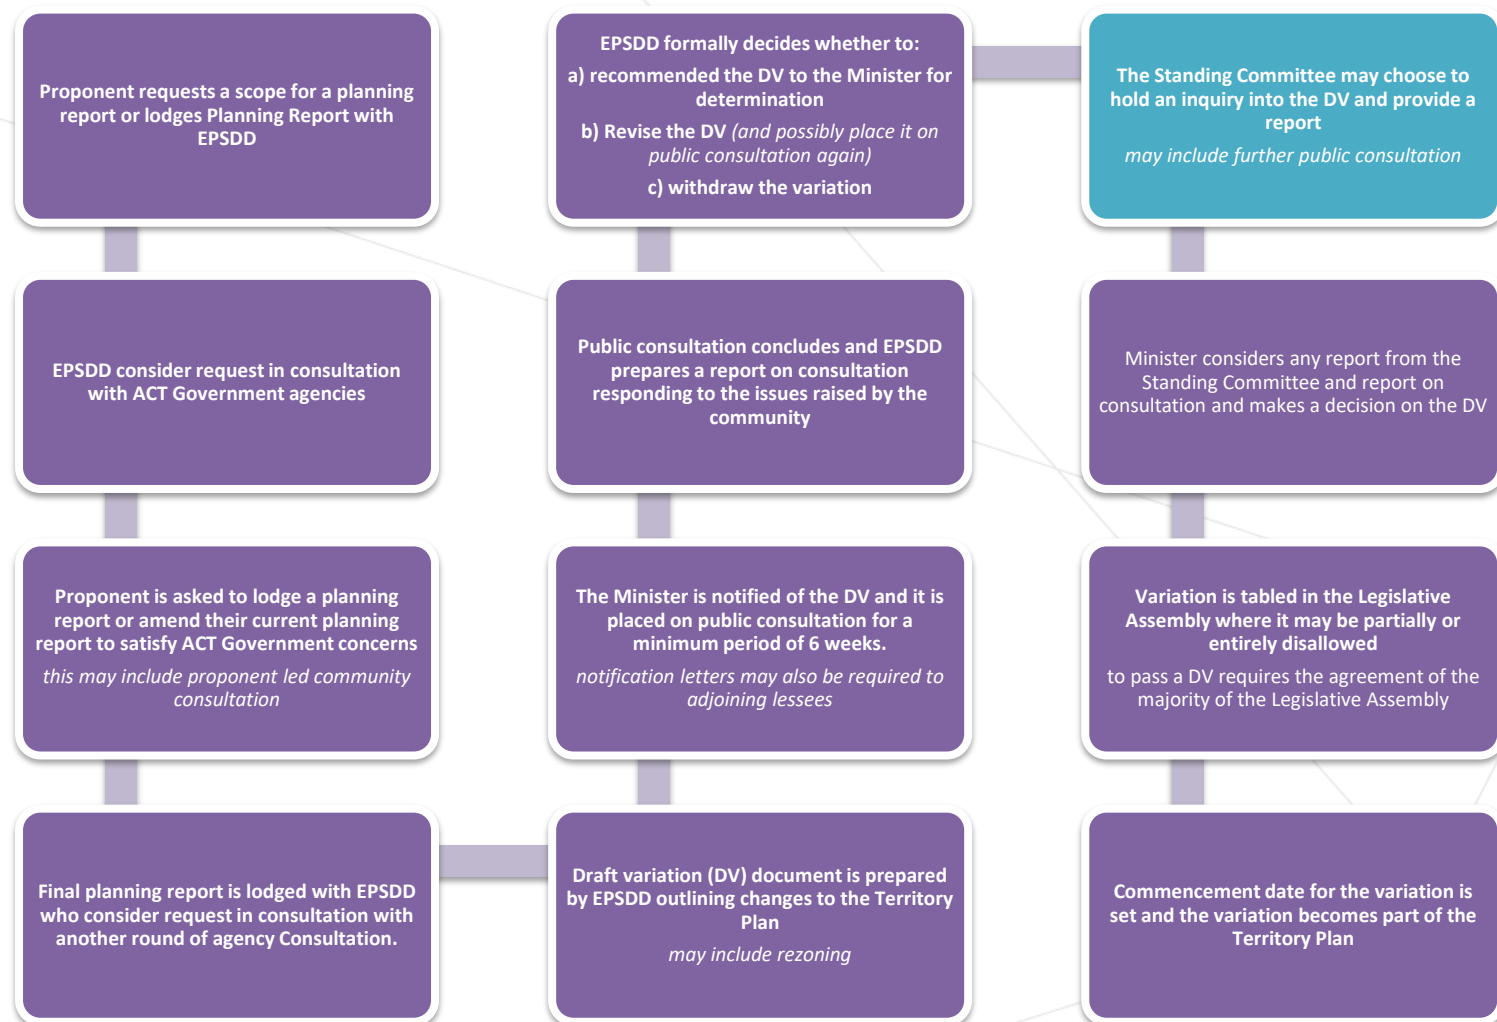 Proponent requests a scope for a planning
report or lodges Planning Report with
EPSDD
EPSDD consider request in consultation
with ACT Government agencies
Proponent is asked to lodge a planning
report or amend their current planning
report to satisfy ACT Government concerns
this may include proponent led community
consultation
Final planning report is lodged with EPSDD
who consider request in consultation with
another round of agency Consultation.
Draft variation (DV) document is prepared
by EPSDD outlining changes to the Territory
Plan
may include rezoning
The Minister is notified of the DV and it is
placed on public consultation for a
minimum period of 6 weeks.
notification letters may also be required to
adjoining lessees
Public consultation concludes and EPSDD
prepares a report on consultation
responding to the issues raised by the
community
EPSDD formally decides whether to:
a) recommended the DV to the Minister for
determination
b) Revise the DV (and possibly place it on
public consultation again)
c) withdraw the variation
The Standing Committee may choose to
hold an inquiry into the DV and provide a
report
may include further public consultation
Minister considers any report from the
Standing Committee and report on
consultation and makes a decision on the DV
Variation is tabled in the Legislative
Assembly where it may be partially or
entirely disallowed
to pass a DV requires the agreement of the
majority of the Legislative Assembly
Commencement date for the variation is
set and the variation becomes part of the
Territory Plan